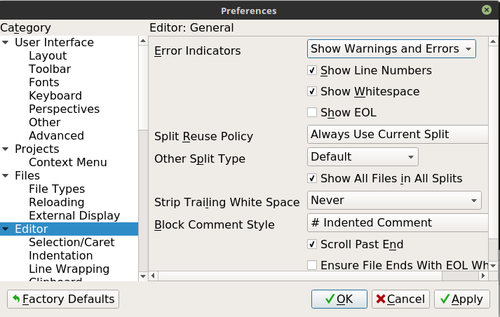 Preferences
Category
Editor: General
User Interface
Layout
Toolbar
Fonts
Keyboard
Perspectives
Other
Advanced
Projects
Context Menu
Files
File Types
Reloading
External Display
Editor
Selection/Caret
Indentation
Line Wrapping
Clipboard
Error Indicators
Show Warnings and Errors
Show Line Numbers
Show Whitespace
Show EOL
Split Reuse Policy
Always Use Current Split
Other Split Type
Default
Show All Files in All Splits
Strip Trailing White Space
Never
Block Comment Style
# Indented Comment
Scroll Past End
Ensure File Ends With EOL Wh
Factory Defaults
OK
Cancel
Apply